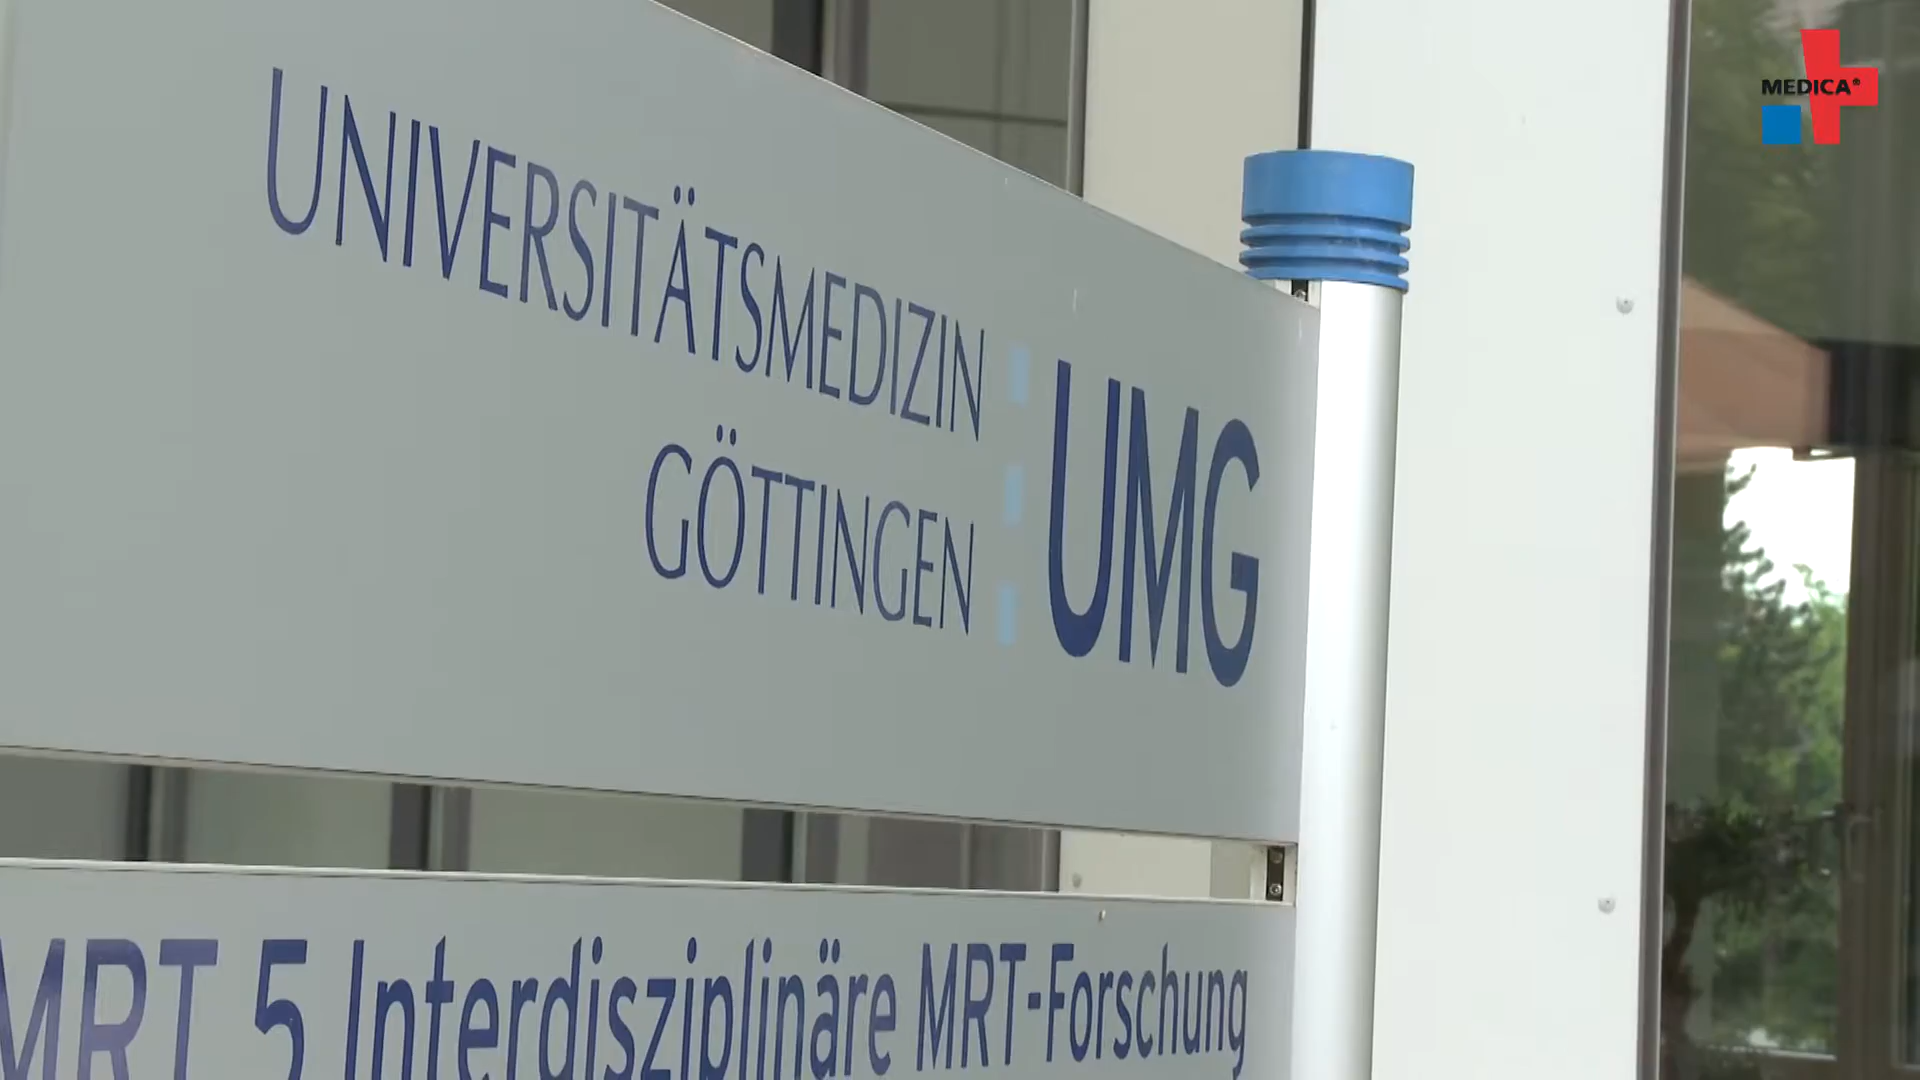 MEDICA®
UNIVERSITÄTSMEDIZIN
GÖTTINGEN
UMG
MRT 5 Interdisziplinäre MRT-Forschung